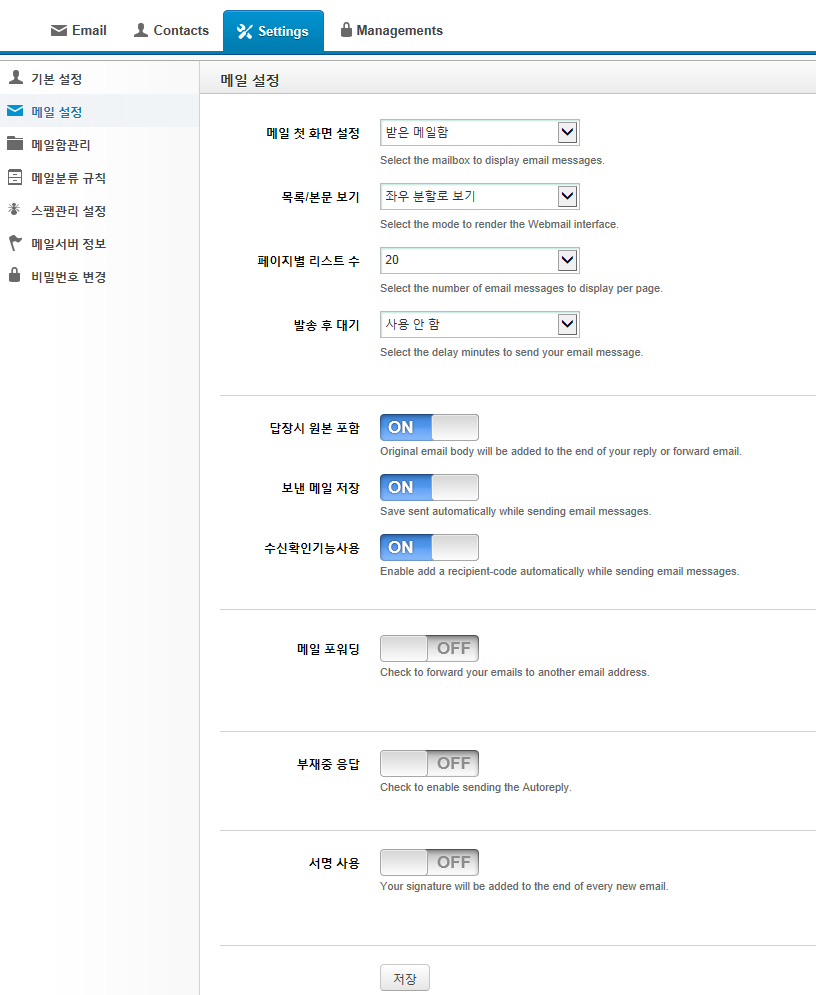 Email Contacts Settings Managements
기본 설정
메일 설정
메일함관리
메일분류 규칙
스팸관리 설정
메일서버 정보
비밀번호 변경
메일 설정
메일 첫 화면 설정 받은 메일함
Select the mailbox to display email messages.
목록/본문 보기 좌우 분할로 보기
Select the mode to render the Webmail interface.
페이지별 리스트 수 20
Select the number of email messages to display per page.
발송 후 대기 사용 안 함
Select the delay minutes to send your email message.
답장시 원본 포함 ON
Original email body will be added to the end of your reply or forward email.
보낸 메일 저장 ON
Save sent automatically while sending email messages.
수신확인기능사용 ON
Enable add a recipient-code automatically while sending email messages.
메일 포워딩 OFF
Check to forward your emails to another email address.
부재중 응답 OFF
Check to enable sending the Autoreply.
서명 사용 OFF
Your signature will be added to the end of every new email.
저장